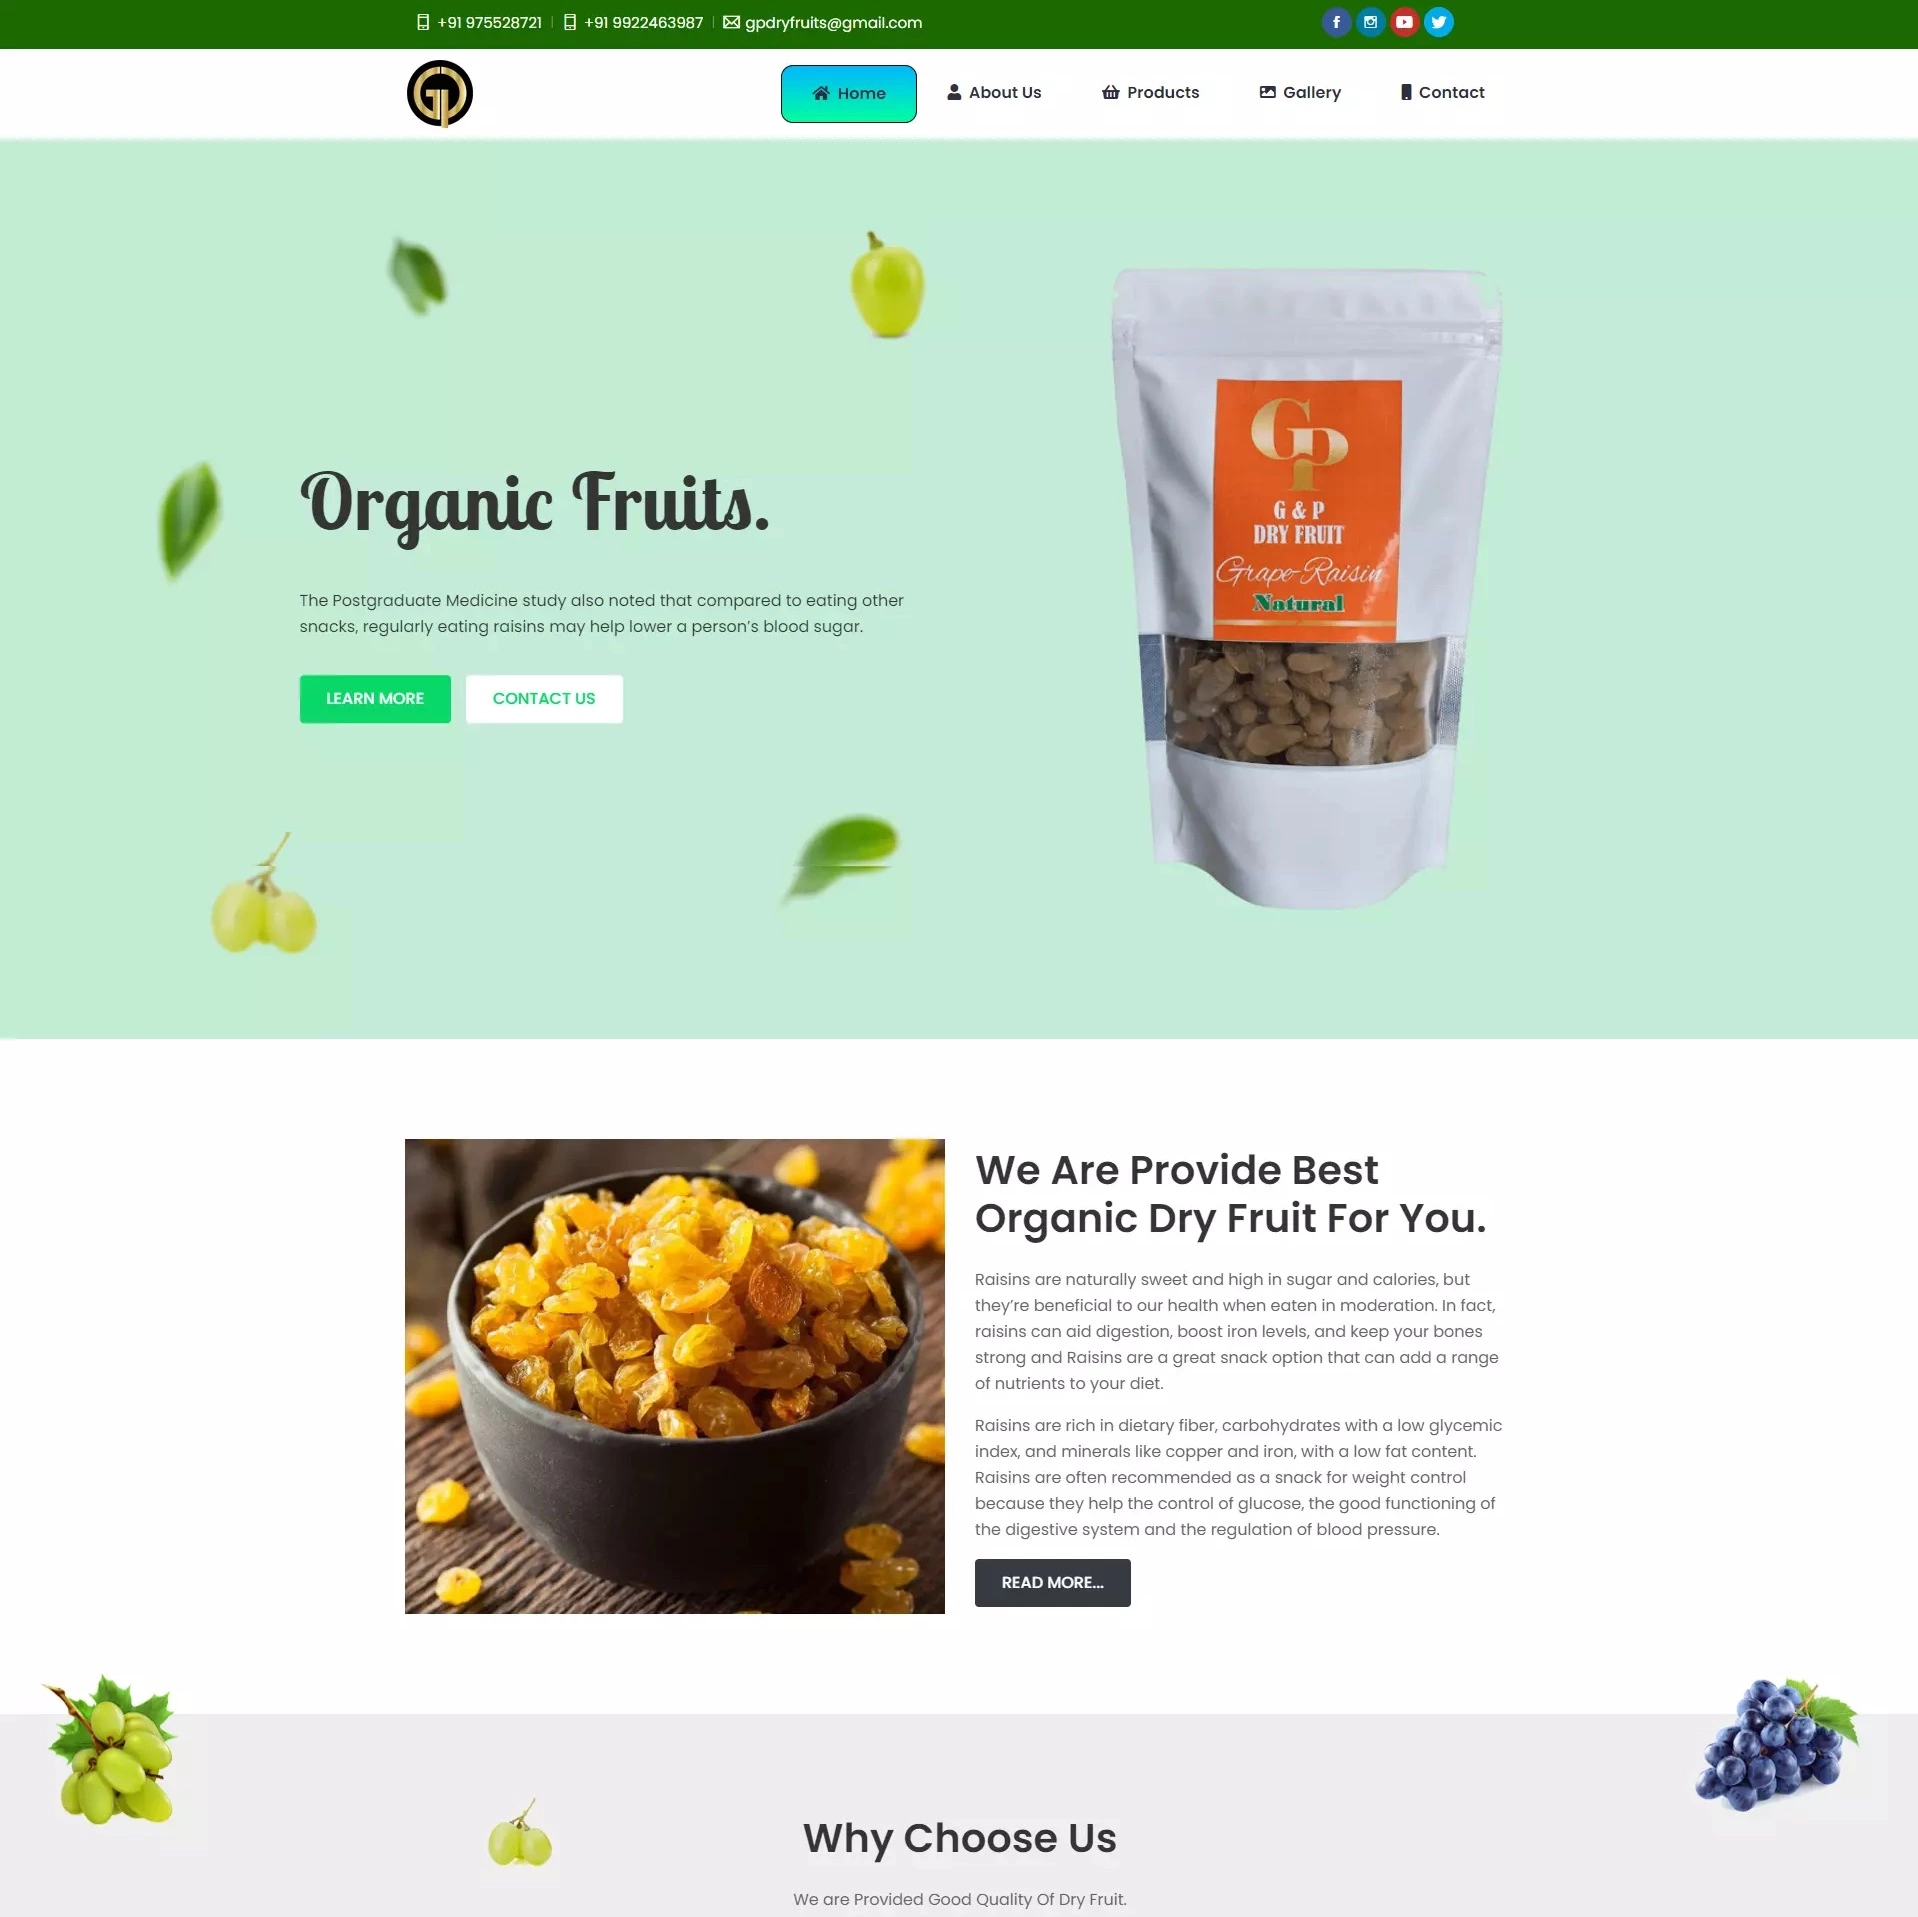 +91 975528721
+91 9922463987
gpdryfruits@gmail.com
GP
Home
About Us
Products
Gallery
Contact
Organic Fruits.
The Postgraduate Medicine study also noted that compared to eating other
snacks, regularly eating raisins may help lower a person’s blood sugar.
LEARN MORE
CONTACT US
GP
G & P
DRY FRUIT
Grape-Raisin
Natural
We Are Provide Best
Organic Dry Fruit For You.
Raisins are naturally sweet and high in sugar and calories, but
they’re beneficial to our health when eaten in moderation. In fact,
raisins can aid digestion, boost iron levels, and keep your bones
strong and Raisins are a great snack option that can add a range
of nutrients to your diet.
Raisins are rich in dietary fiber, carbohydrates with a low glycemic
index, and minerals like copper and iron, with a low fat content.
Raisins are often recommended as a snack for weight control
because they help the control of glucose, the good functioning of
the digestive system and the regulation of blood pressure.
READ MORE...
Why Choose Us
We are Provided Good Quality Of Dry Fruit.